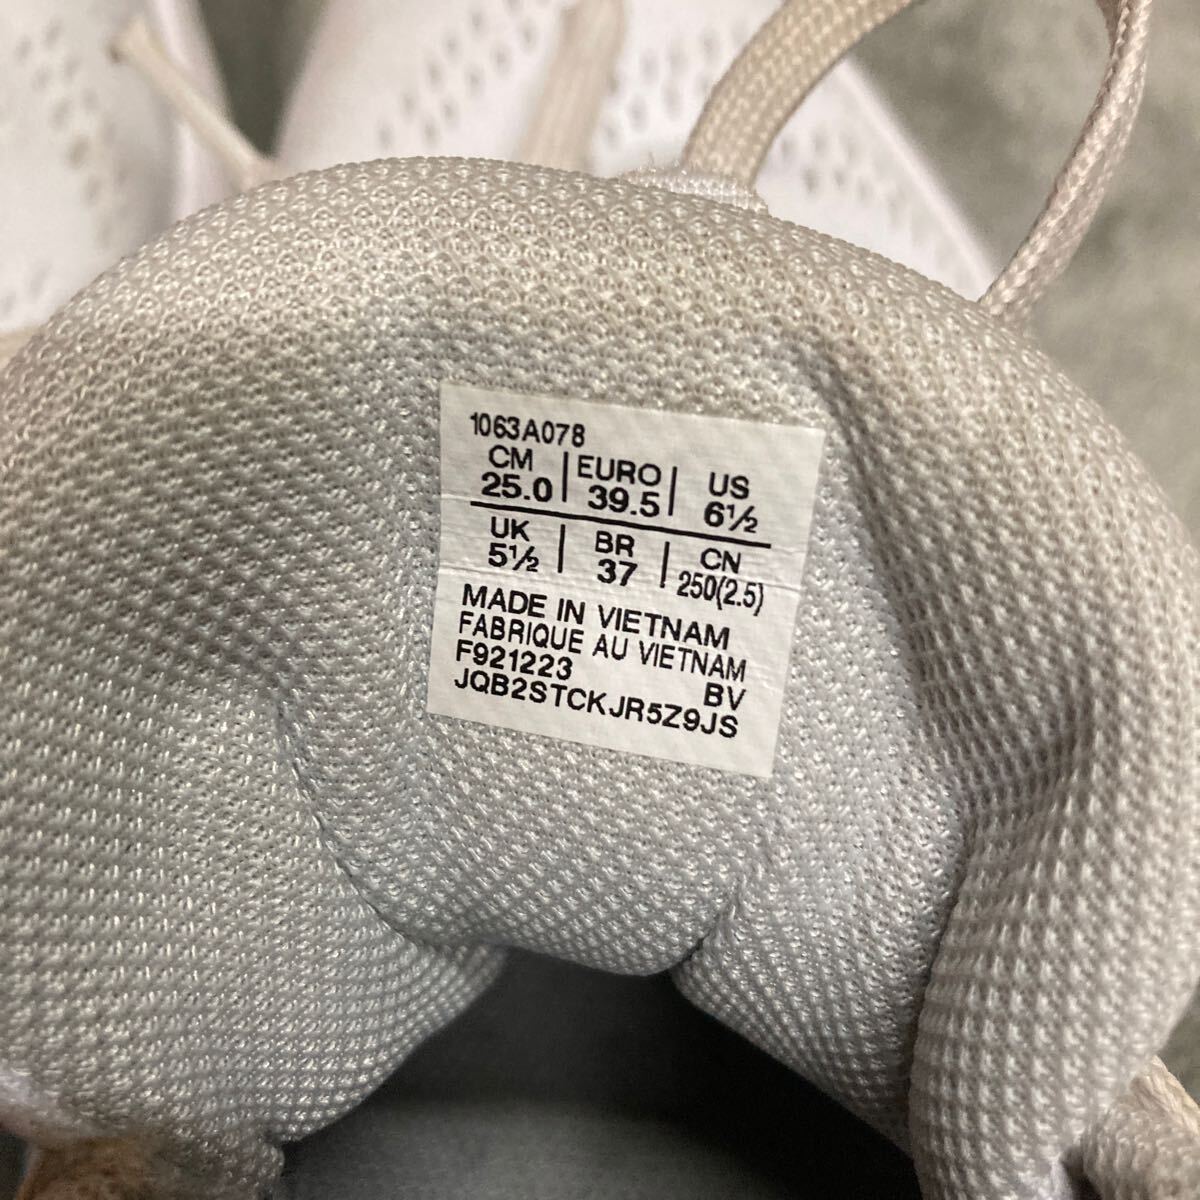 1063A078
CM | EURO | US
25.0 | 39.5 | 6½
UK | BR | CN
5½ | 37 | 250(2.5)
MADE IN VIETNAM
FABRIQUE AU VIETNAM
F921223 BV
JQB2STCKJR5Z9JS